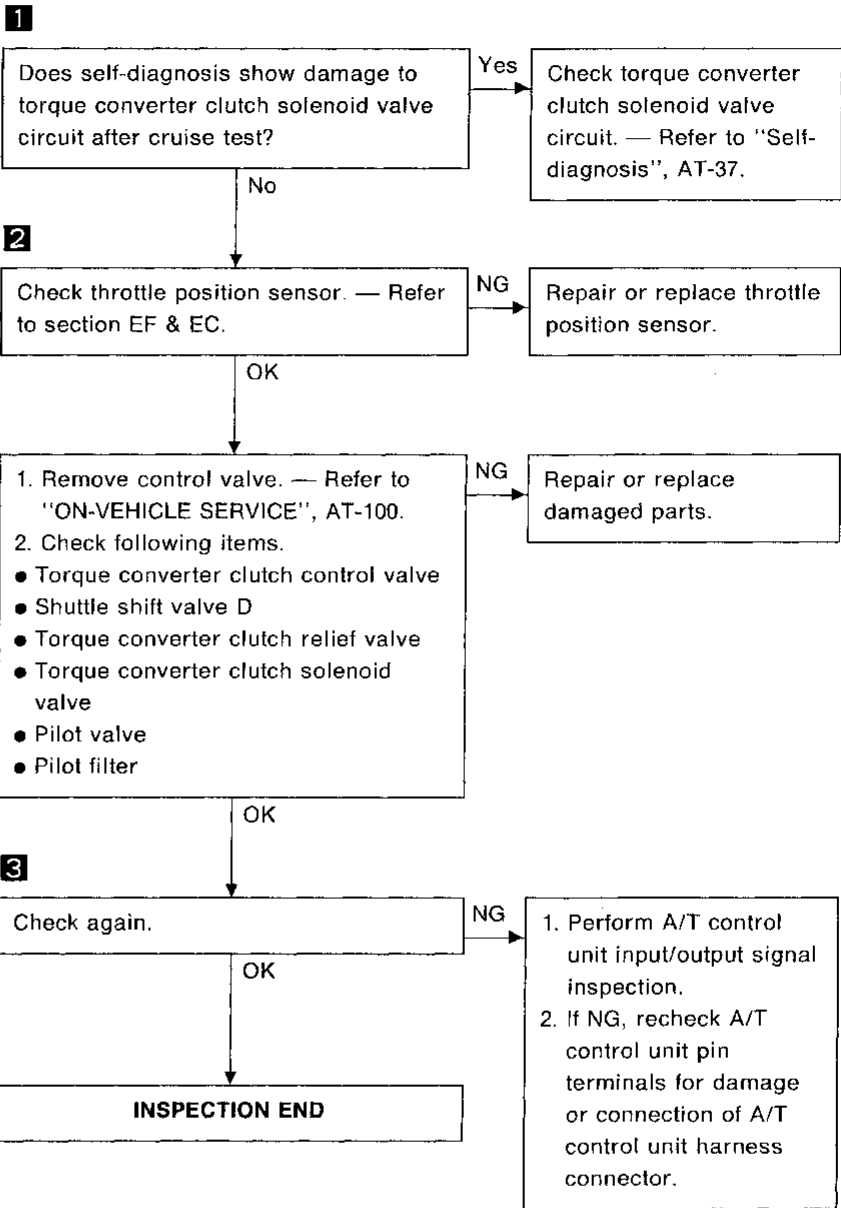 1
Does self-diagnosis show damage to
torque converter clutch solenoid valve
circuit after cruise test?
Yes
Check torque converter
clutch solenoid valve
circuit. — Refer to "Self-
diagnosis", AT-37.
No
2
Check throttle position sensor. — Refer
to section EF & EC.
NG
Repair or replace throttle
position sensor.
OK
1. Remove control valve. — Refer to
"ON-VEHICLE SERVICE", AT-100.
2. Check following items.
● Torque converter clutch control valve
● Shuttle shift valve D
● Torque converter clutch relief valve
● Torque converter clutch solenoid
valve
● Pilot valve
● Pilot filter
NG
Repair or replace
damaged parts.
OK
3
Check again.
NG
1. Perform A/T control
unit input/output signal
inspection.
2. If NG, recheck A/T
control unit pin
terminals for damage
or connection of A/T
control unit harness
connector.
OK
INSPECTION END